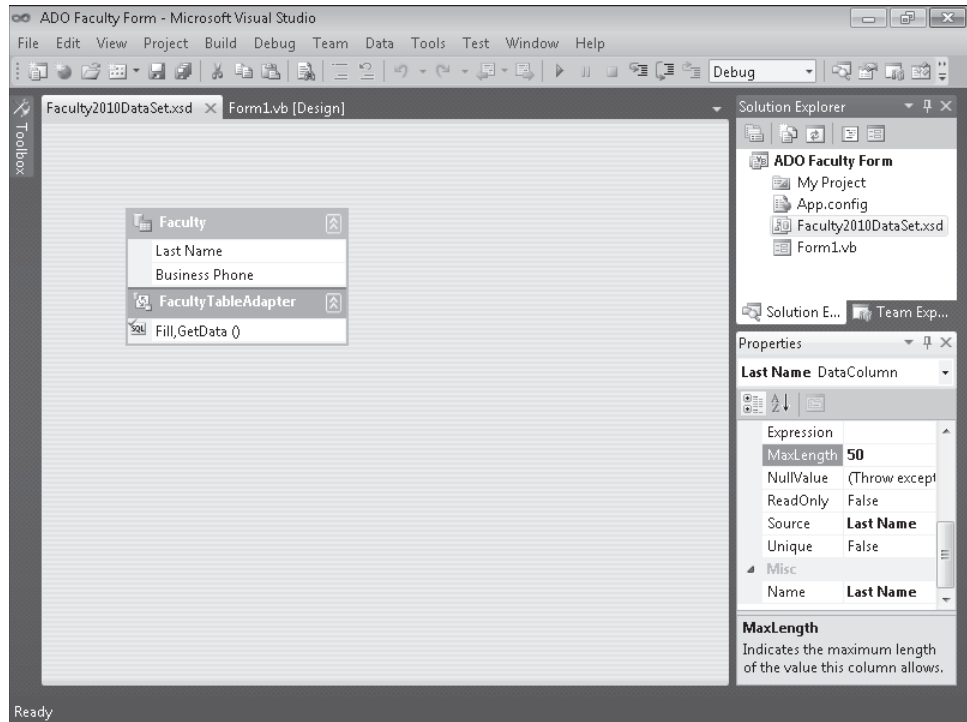 ADO Faculty Form - Microsoft Visual Studio
File Edit View Project Build Debug Team Data Tools Test Window Help
Debug
Toolbox
Faculty2010DataSet.xsd Form1.vb [Design]
Faculty
Last Name
Business Phone
FacultyTableAdapter
SQL Fill,GetData ()
Solution Explorer
ADO Faculty Form
My Project
App.config
Faculty2010DataSet.xsd
Form1.vb
Solution E... Team Exp...
Properties
Last Name DataColumn
Expression
MaxLength 50
NullValue (Throw except
ReadOnly False
Source Last Name
Unique False
Misc
Name Last Name
MaxLength
Indicates the maximum length
of the value this column allows.
Ready